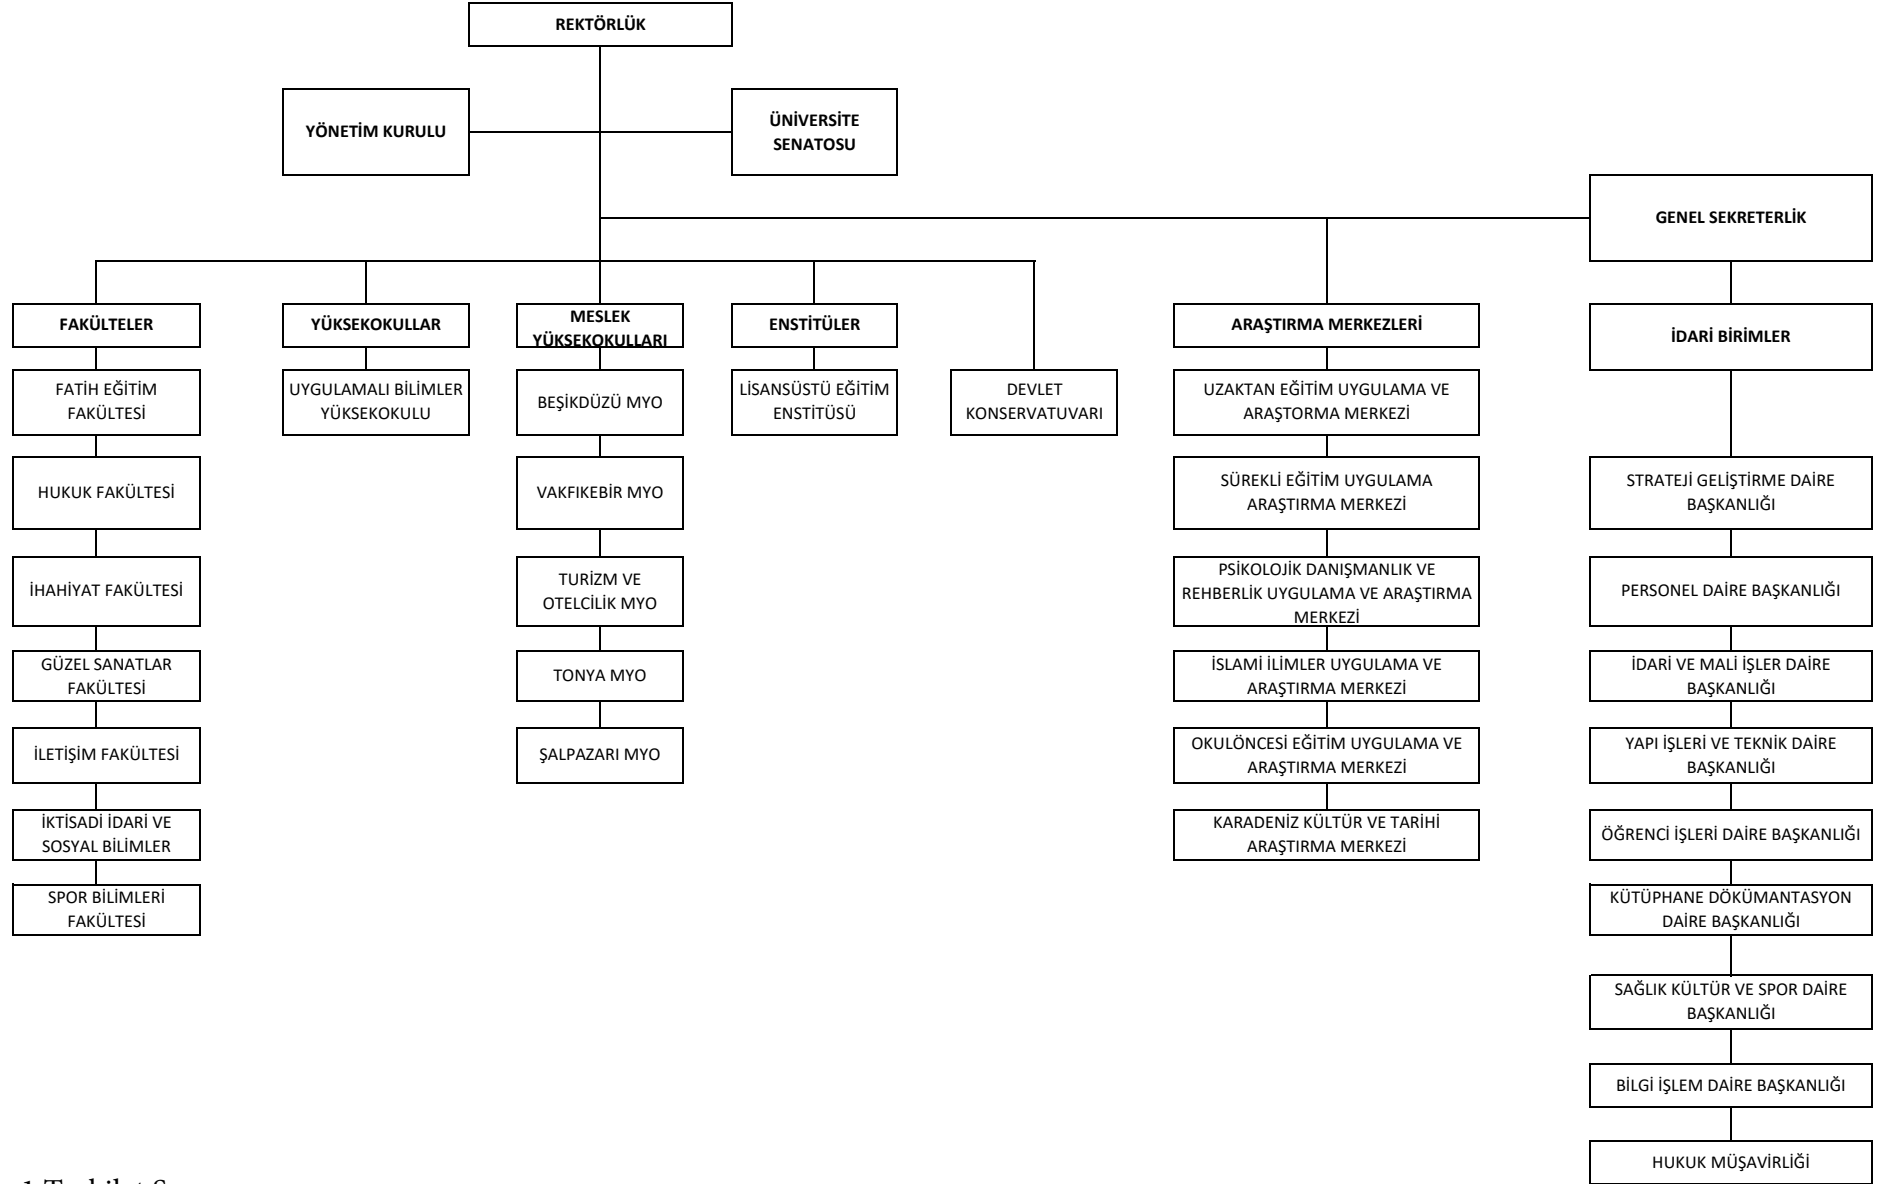 REKTÖRLÜK
YÖNETİM KURULU
ÜNİVERSİTE
SENATOSU
GENEL SEKRETERLİK
FAKÜLTELER
YÜKSEKOKULLAR
MESLEK
YÜKSEKOKULLARI
ENSTİTÜLER
ARAŞTIRMA MERKEZLERİ
İDARİ BİRİMLER
FATİH EĞİTİM
FAKÜLTESİ
UYGULAMALI BİLİMLER
YÜKSEKOKULU
BEŞİKDÜZÜ MYO
LİSANSÜSTÜ EĞİTİM
ENSTİTÜSÜ
DEVLET
KONSERVATUVARI
UZAKTAN EĞİTİM UYGULAMA VE
ARAŞTORMA MERKEZİ
HUKUK FAKÜLTESİ
VAKFIKEBİR MYO
SÜREKLİ EĞİTİM UYGULAMA
ARAŞTIRMA MERKEZİ
STRATEJİ GELİŞTİRME DAİRE
BAŞKANLIĞI
İHAHİYAT FAKÜLTESİ
TURİZM VE
OTELCİLİK MYO
PSİKOLOJİK DANIŞMANLIK VE
REHBERLİK UYGULAMA VE ARAŞTIRMA
MERKEZİ
PERSONEL DAİRE BAŞKANLIĞI
GÜZEL SANATLAR
FAKÜLTESİ
TONYA MYO
İSLAMİ İLİMLER UYGULAMA VE
ARAŞTIRMA MERKEZİ
İDARİ VE MALİ İŞLER DAİRE
BAŞKANLIĞI
İLETİŞİM FAKÜLTESİ
ŞALPAZARI MYO
OKULÖNCESİ EĞİTİM UYGULAMA VE
ARAŞTIRMA MERKEZİ
YAPI İŞLERİ VE TEKNİK DAİRE
BAŞKANLIĞI
İKTİSADİ İDARİ VE
SOSYAL BİLİMLER
KARADENİZ KÜLTÜR VE TARİHİ
ARAŞTIRMA MERKEZİ
ÖĞRENCİ İŞLERİ DAİRE BAŞKANLIĞI
SPOR BİLİMLERİ
FAKÜLTESİ
KÜTÜPHANE DÖKÜMANTASYON
DAİRE BAŞKANLIĞI
SAĞLIK KÜLTÜR VE SPOR DAİRE
BAŞKANLIĞI
BİLGİ İŞLEM DAİRE BAŞKANLIĞI
HUKUK MÜŞAVİRLİĞİ